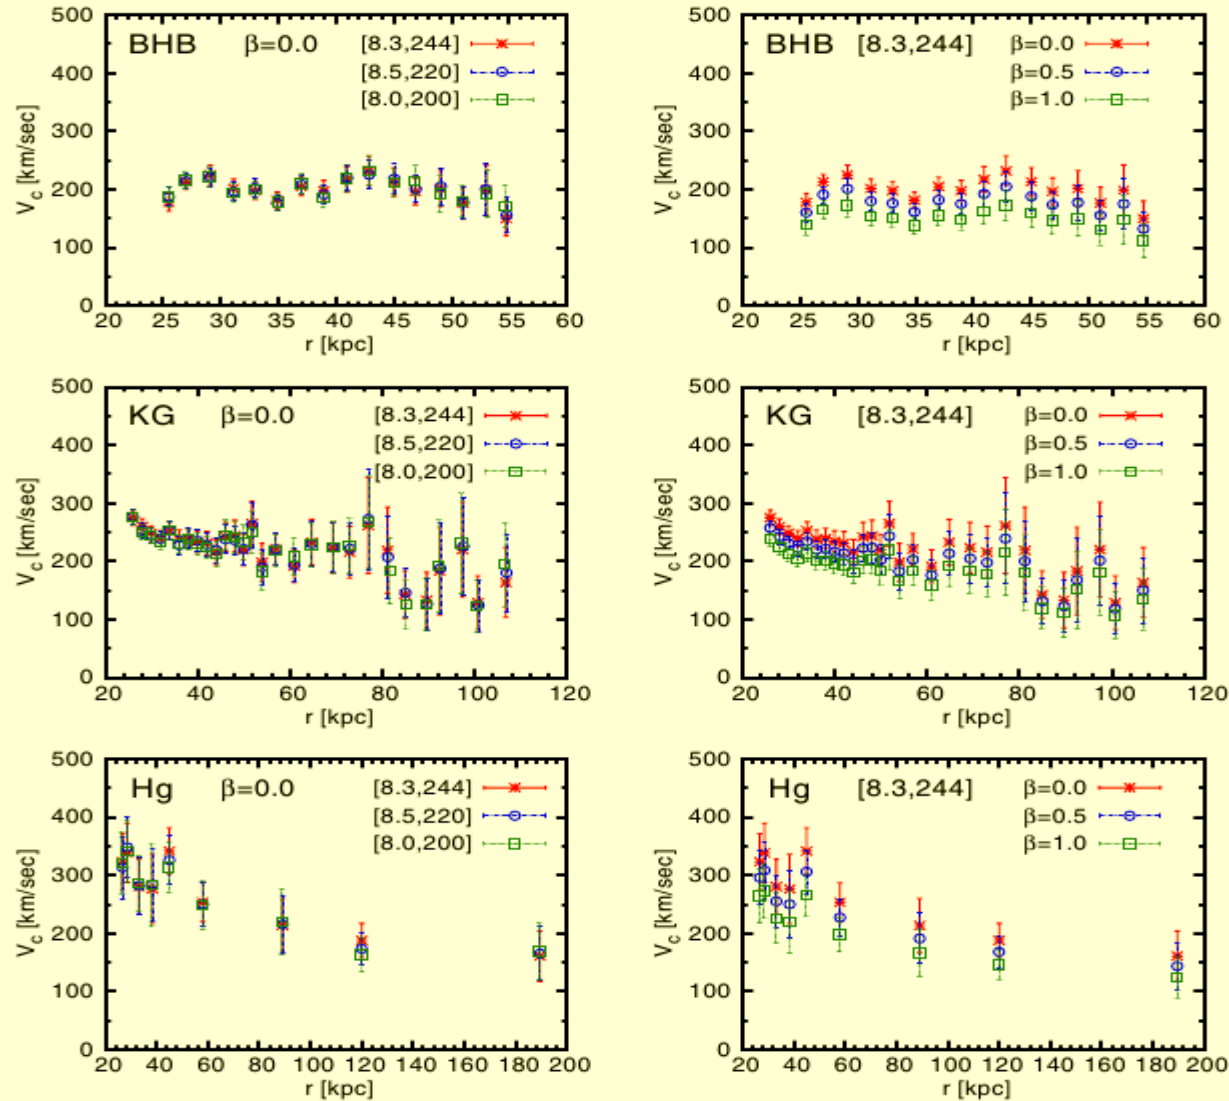 500
400
300
200
100
0
V_c [km/sec]
BHB β=0.0
[8.3,244]
[8.5,220]
[8.0,200]
20 25 30 35 40 45 50 55 60
r [kpc]
500
400
300
200
100
0
V_c [km/sec]
BHB [8.3,244]
β=0.0
β=0.5
β=1.0
20 25 30 35 40 45 50 55 60
r [kpc]
500
400
300
200
100
0
V_c [km/sec]
KG β=0.0
[8.3,244]
[8.5,220]
[8.0,200]
20 40 60 80 100 120
r [kpc]
500
400
300
200
100
0
V_c [km/sec]
KG [8.3,244]
β=0.0
β=0.5
β=1.0
20 40 60 80 100 120
r [kpc]
500
400
300
200
100
0
V_c [km/sec]
Hg β=0.0
[8.3,244]
[8.5,220]
[8.0,200]
20 40 60 80 100 120 140 160 180 200
r [kpc]
500
400
300
200
100
0
V_c [km/sec]
Hg [8.3,244]
β=0.0
β=0.5
β=1.0
20 40 60 80 100 120 140 160 180 200
r [kpc]